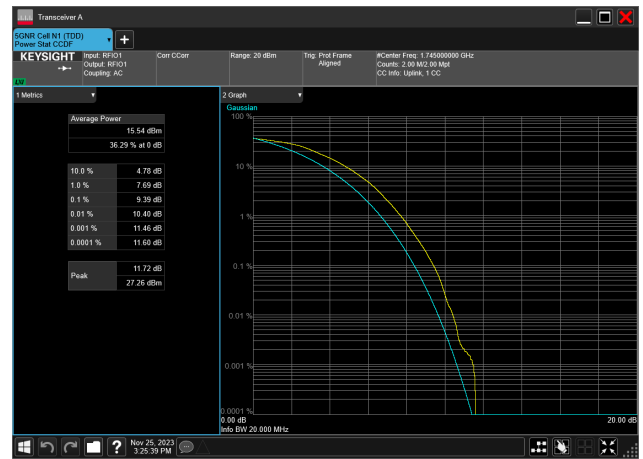 Transceiver A
5GNR Cell N1 (TDD)
Power Stat CCDF
KEYSIGHT
LW
Input: RFIO1
Output: RFIO1
Coupling: AC
Corr CCorr
Range: 20 dBm
Trig: Prot Frame
Aligned
#Center Freq: 1.745000000 GHz
Counts: 2.00 M/2.00 Mpt
CC Info: Uplink, 1 CC
1 Metrics
Average Power
15.54 dBm
36.29 % at 0 dB
10.0 % 4.78 dB
1.0 % 7.69 dB
0.1 % 9.39 dB
0.01 % 10.40 dB
0.001 % 11.46 dB
0.0001 % 11.60 dB
Peak
11.72 dB
27.26 dBm
2 Graph
Gaussian
100 %
10 %
1 %
0.1 %
0.01 %
0.001 %
0.0001 %
0.00 dB
20.00 dB
Info BW 20.000 MHz
Nov 25, 2023
3:25:39 PM